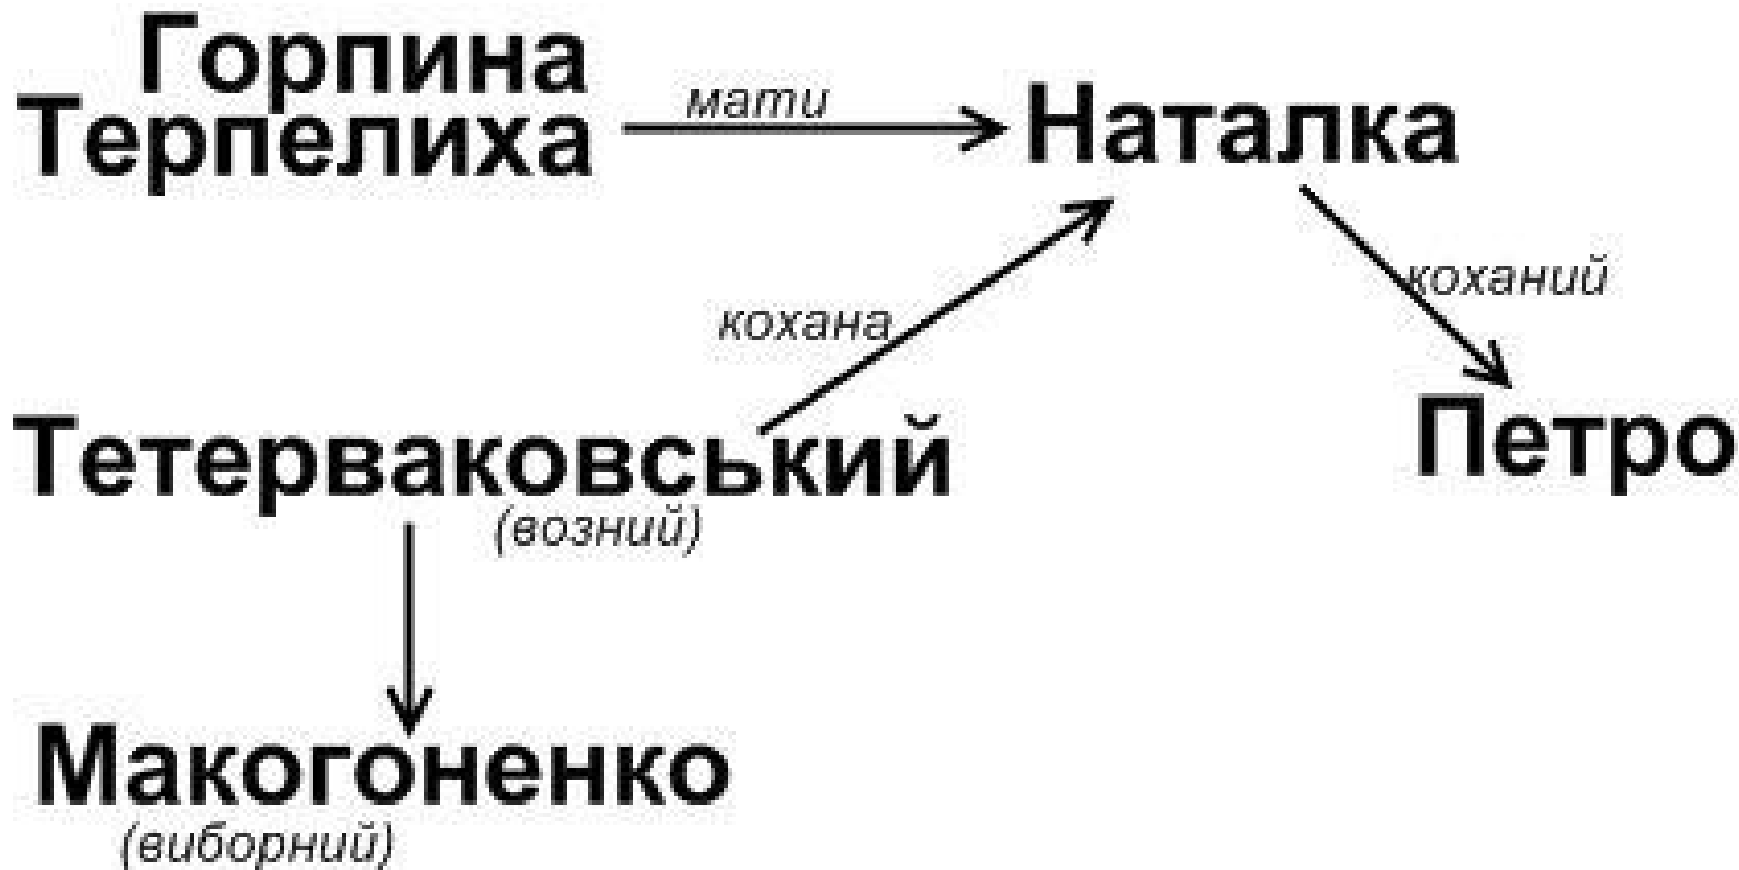 Горпина
Терпелиха
мати
Наталка
кохана
коханий
Тетерваковський
(возний)
Петро
Макогоненко
(виборний)